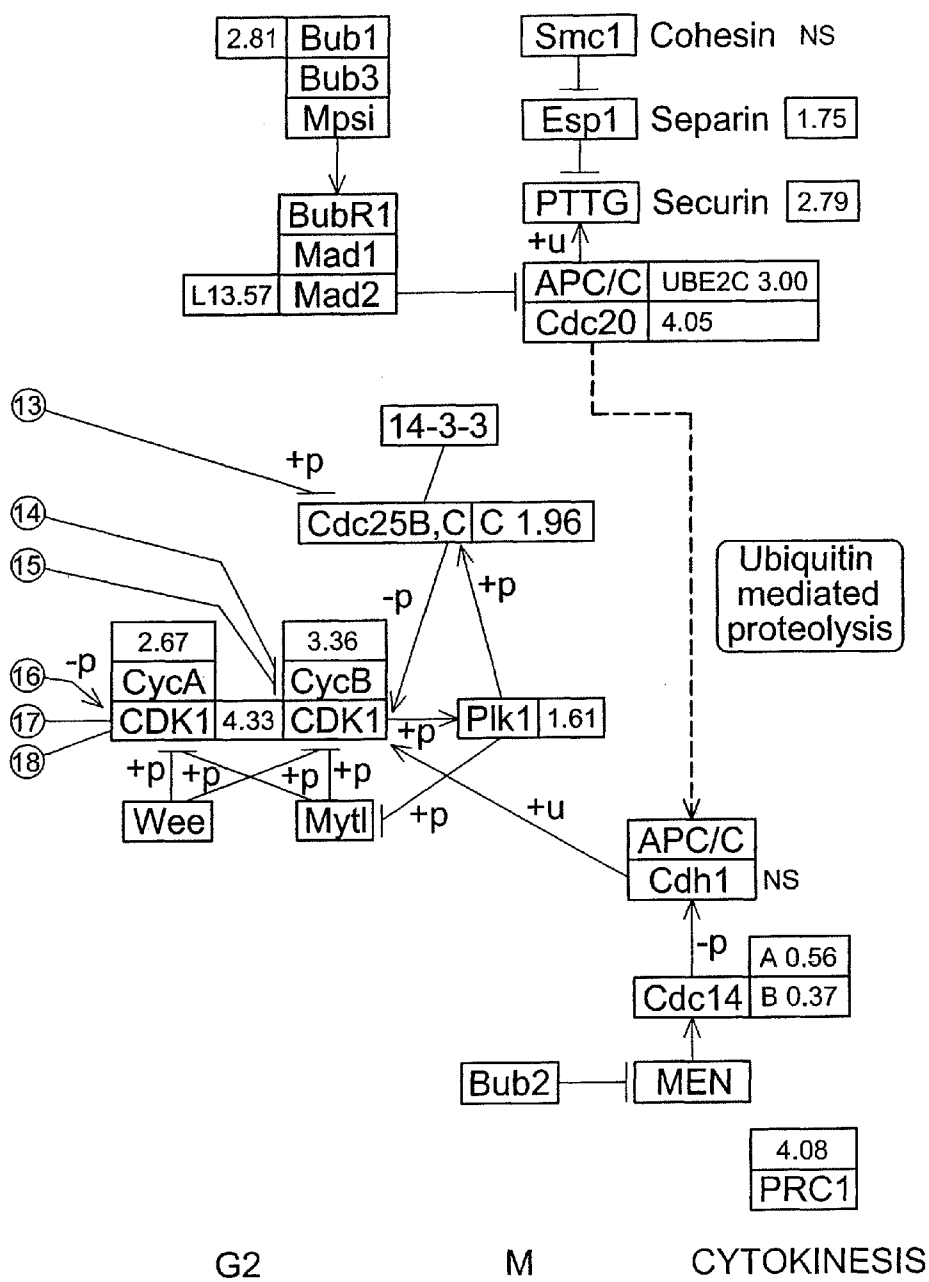 2.81 Bub1
Bub3
Mpsi
Smc1 Cohesin NS
Esp1 Separin 1.75
PTTG Securin 2.79
+u
BubR1
Mad1
L13.57 Mad2
APC/C UBE2C 3.00
Cdc20 4.05
13
+p
14-3-3
Cdc25B,C C 1.96
14
15
-p
+p
Ubiquitin
mediated
proteolysis
2.67
CycA
3.36
CycB
16
-p
17
CDK1 4.33 CDK1
+p
Plk1 1.61
18
+p
+p
+p
+p
Wee
Mytl
+p
+u
APC/C
Cdh1 NS
-p
A 0.56
Cdc14 B 0.37
Bub2
MEN
4.08
PRC1
G2
M
CYTOKINESIS